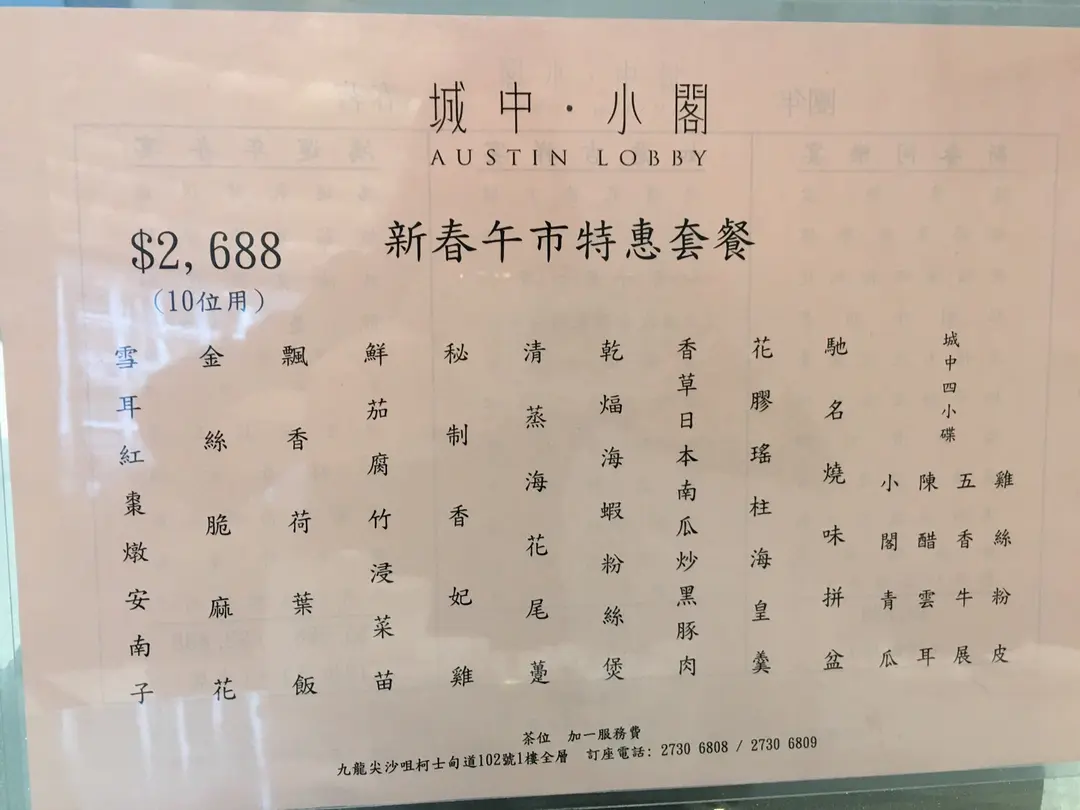 城中·小閣
AUSTIN LOBBY
新春午市特惠套餐
$2,688
(10位用)
城中四小碟
雞絲粉皮
五香牛展
陳醋雲耳
小閣青瓜
馳名燒味拼盆
花膠瑤柱海皇羹
香草日本南瓜炒黑豚肉
乾煏海蝦粉絲煲
清蒸海花尾躉
秘制香妃雞
鮮茄腐竹浸菜苗
飄香荷葉飯
金絲脆麻花
雪耳紅棗燉安南子
茶位 加一服務費
九龍尖沙咀柯士甸道102號1樓全層 訂座電話: 2730 6808 / 2730 6809